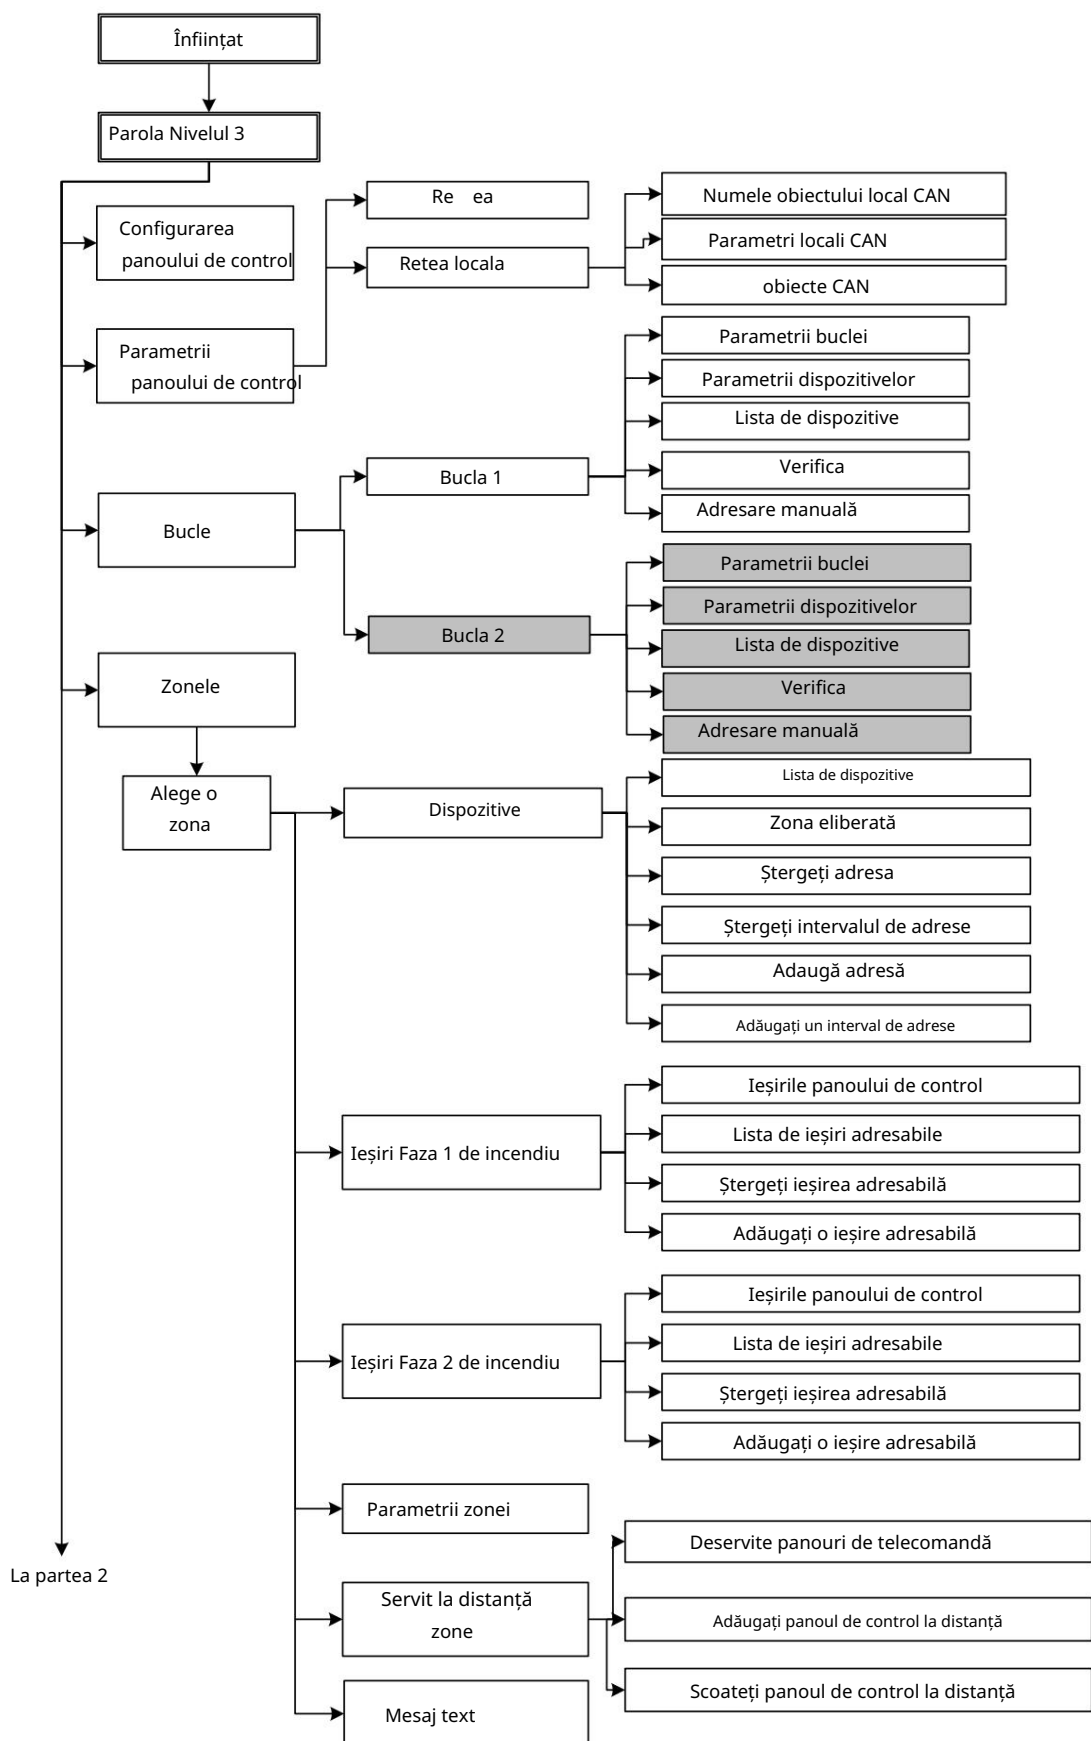 Înființat
Parola Nivelul 3
Configurarea
panoului de control
Parametrii
panoului de control
Re ea
Retea locala
Numele obiectului local CAN
Parametri locali CAN
obiecte CAN
Bucle
Bucla 1
Parametrii buclei
Parametrii dispozitivelor
Lista de dispozitive
Verifica
Adresare manuală
Bucla 2
Parametrii buclei
Parametrii dispozitivelor
Lista de dispozitive
Verifica
Adresare manuală
Zonele
Alege o
zona
Dispozitive
Lista de dispozitive
Zona eliberată
Ștergeți adresa
Ștergeți intervalul de adrese
Adaugă adresă
Adăugați un interval de adrese
Ieșiri Faza 1 de incendiu
Ieșirile panoului de control
Lista de ieșiri adresabile
Ștergeți ieșirea adresabilă
Adăugați o ieșire adresabilă
Ieșiri Faza 2 de incendiu
Ieșirile panoului de control
Lista de ieșiri adresabile
Ștergeți ieșirea adresabilă
Adăugați o ieșire adresabilă
Parametrii zonei
Servit la distanță
zone
Deservite panouri de telecomandă
Adăugați panoul de control la distanță
Scoateți panoul de control la distanță
Mesaj text
La partea 2